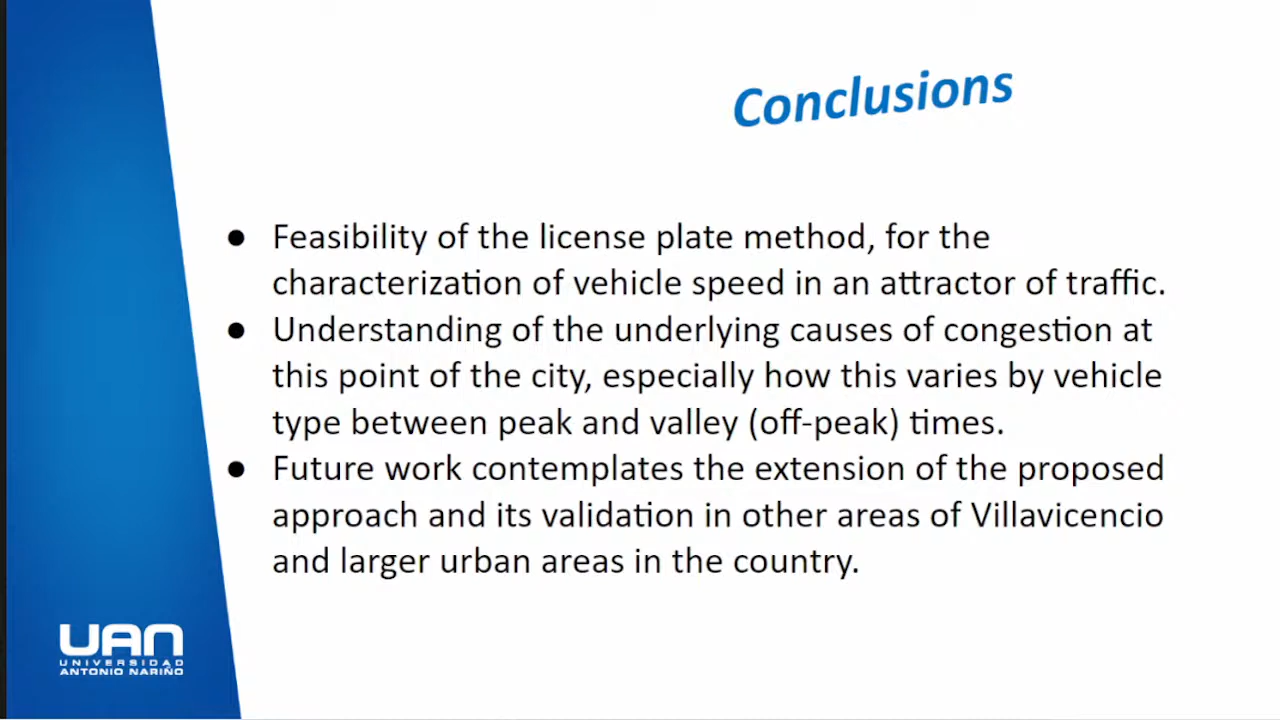 Conclusions
● Feasibility of the license plate method, for the
characterization of vehicle speed in an attractor of traffic.
● Understanding of the underlying causes of congestion at
this point of the city, especially how this varies by vehicle
type between peak and valley (off-peak) times.
● Future work contemplates the extension of the proposed
approach and its validation in other areas of Villavicencio
and larger urban areas in the country.
UAN
UNIVERSIDAD
ANTONIO NARIÑO